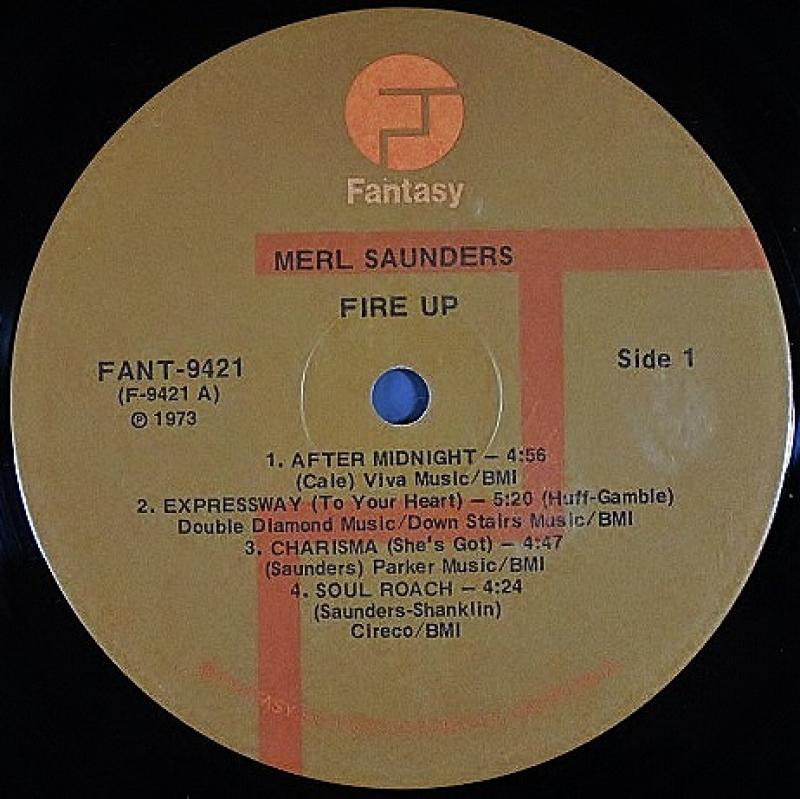 Fantasy
MERL SAUNDERS
FIRE UP
FANT-9421
(F-9421 A)
℗ 1973
Side 1
1. AFTER MIDNIGHT – 4:56
(Cale) Viva Music/BMI
2. EXPRESSWAY (To Your Heart) – 5:20 (Huff-Gamble)
Double Diamond Music/Down Stairs Music/BMI
3. CHARISMA (She's Got) – 4:47
(Saunders) Parker Music/BMI
4. SOUL ROACH – 4:24
(Saunders-Shanklin)
Cireco/BMI